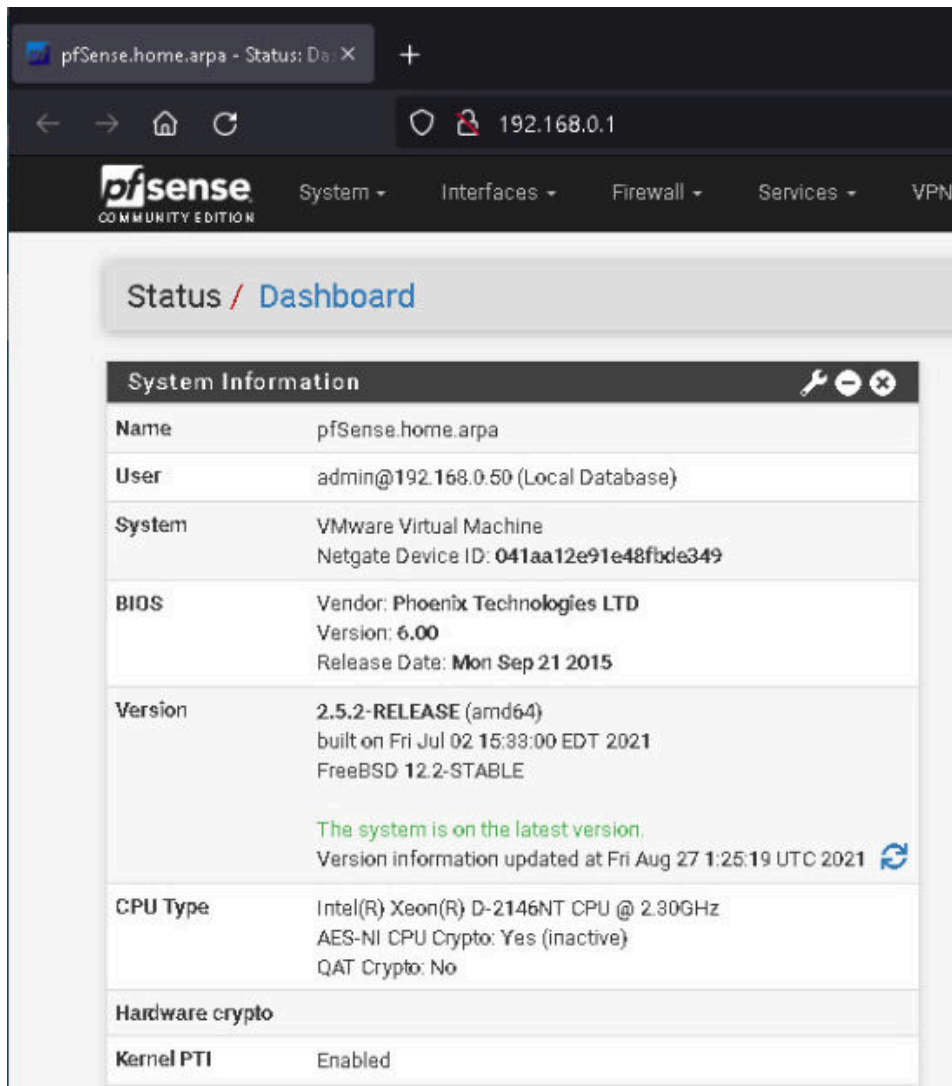 pfSense.home.arpa - Status: Da
192.168.0.1
pfsense
COMMUNITY EDITION
System
Interfaces
Firewall
Services
VPN
Status / Dashboard
System Information
Name pfSense.home.arpa
User admin@192.168.0.50 (Local Database)
System VMware Virtual Machine
Netgate Device ID: 041aa12e91e48fbde349
BIOS Vendor: Phoenix Technologies LTD
Version: 6.00
Release Date: Mon Sep 21 2015
Version 2.5.2-RELEASE (amd64)
built on Fri Jul 02 15:33:00 EDT 2021
FreeBSD 12.2-STABLE
The system is on the latest version.
Version information updated at Fri Aug 27 1:25:19 UTC 2021
CPU Type Intel(R) Xeon(R) D-2146NT CPU @ 2.30GHz
AES-NI CPU Crypto: Yes (inactive)
QAT Crypto: No
Hardware crypto
Kernel PTI Enabled